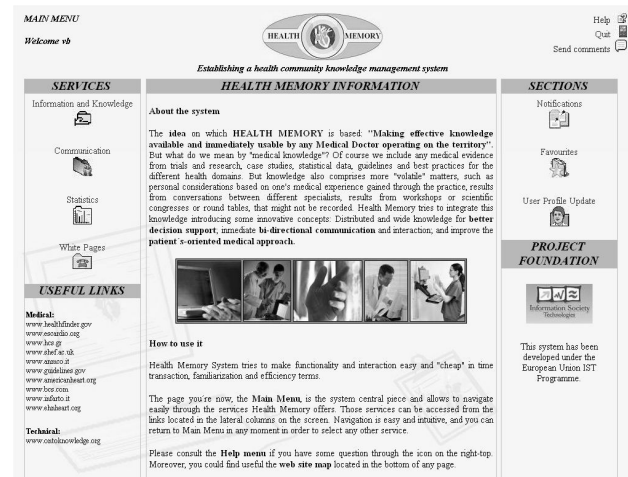 MAIN MENU
Welcome vb
HEALTH MEMORY
Help
Quit
Send comments
Establishing a health community knowledge management system
SERVICES
Information and Knowledge
Communication
Statistics
White Pages
USEFUL LINKS
Medical:
www.healthfinder.gov
www.escardio.org
www.hcs.gr
www.shef.ac.uk
www.anmco.it
www.guidelines.gov
www.americanheart.org
www.bcs.com
www.infarto.it
www.shsheart.org
Technical:
www.ontoknowledge.org
HEALTH MEMORY INFORMATION
About the system
The idea on which HEALTH MEMORY is based: "Making effective knowledge
available and immediately usable by any Medical Doctor operating on the territory".
But what do we mean by "medical knowledge"? Of course we include any medical evidence
from trials and research, case studies, statistical data, guidelines and best practices for the
different health domains. But knowledge also comprises more "volatile" matters, such as
personal considerations based on one's medical experience gained through the practice, results
from conversations between different specialists, results from workshops or scientific
congresses or round tables, that might not be recorded. Health Memory tries to integrate this
knowledge introducing some innovative concepts: Distributed and wide knowledge for better
decision support; inmediate bi-directional communication and interaction; and improve the
patient´s-oriented medical approach.
How to use it
Health Memory System tries to make functionality and interaction easy and "cheap" in time
transaction, familiarization and efficiency terms.
The page you're now, the Main Menu, is the system central piece and allows to navigate
easily through the services Health Memory offers. Those services can be accessed from the
links located in the lateral columns on the screen. Navigation is easy and intuitive, and you can
return to Main Menu in any moment in order to select any other service.
Please consult the Help menu if you have some question through the icon on the right-top.
Moreover, you could find useful the web site map located in the bottom of any page.
SECTIONS
Notifications
Favourites
User Profile Update
PROJECT
FOUNDATION
Information Society
Technologies
This system has been
developed under the
European Union IST
Programme.